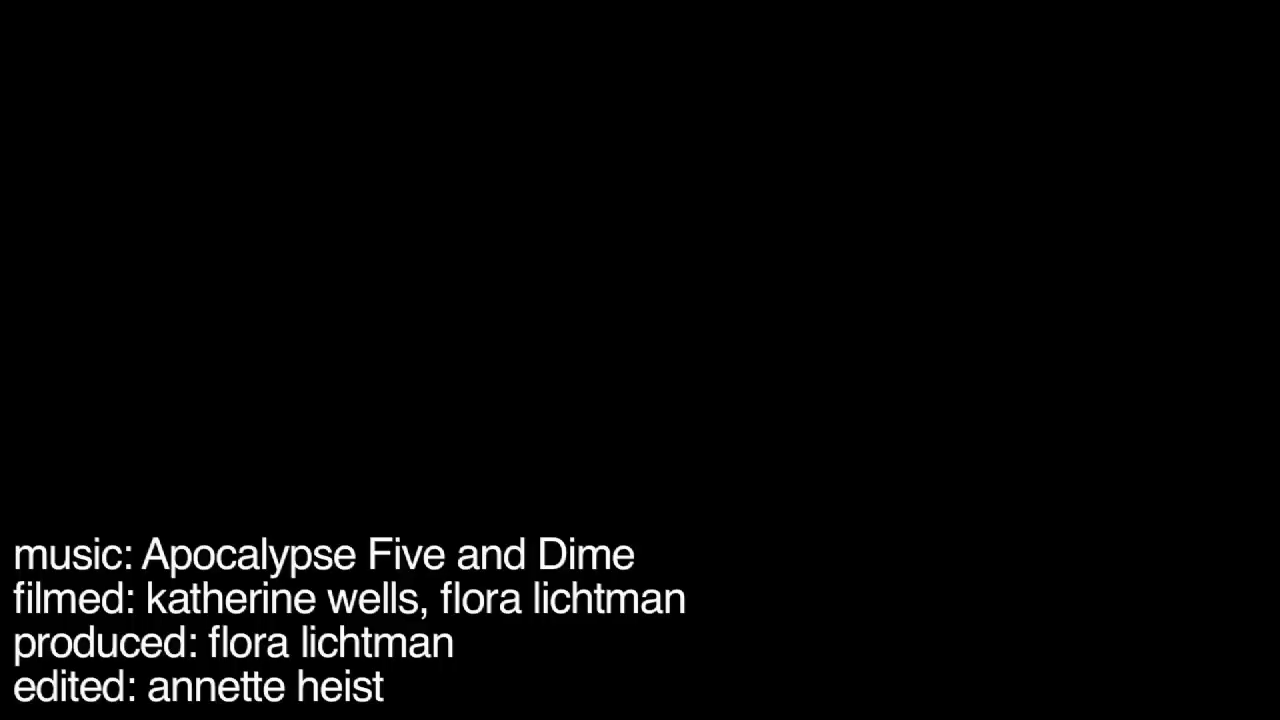 music: Apocalypse Five and Dime
filmed: katherine wells, flora lichtman
produced: flora lichtman
edited: annette heist